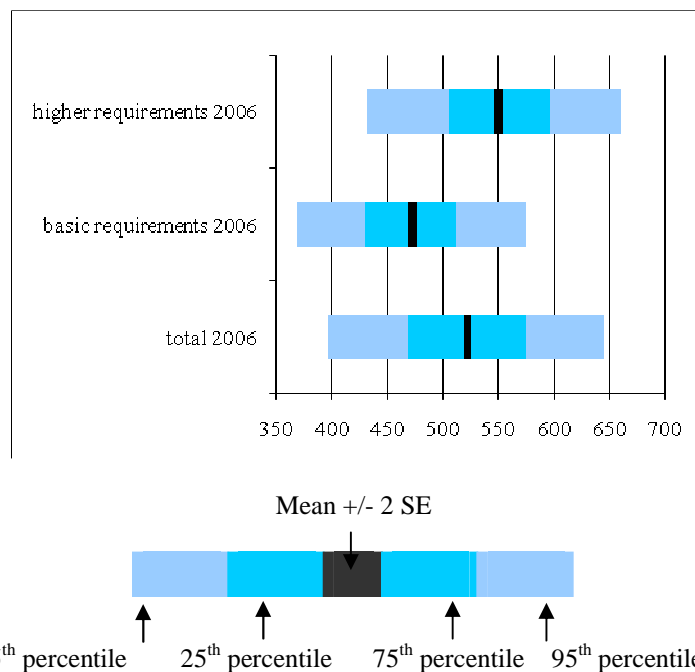 higher requirements 2006
basic requirements 2006
total 2006
350 400 450 500 550 600 650 700
Mean +/- 2 SE
th percentile 25th percentile 75th percentile 95th percentile